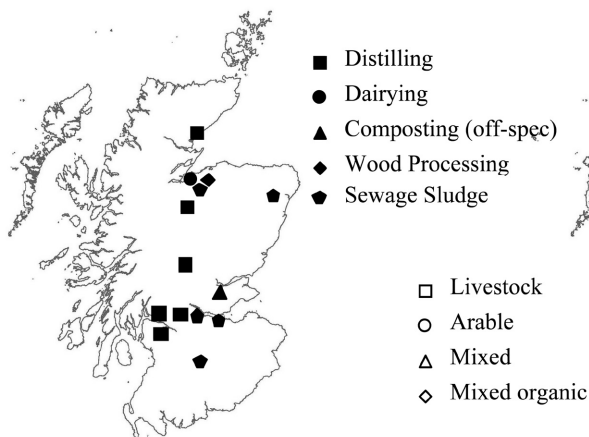 Distilling
Dairying
Composting (off-spec)
Wood Processing
Sewage Sludge
Livestock
Arable
Mixed
Mixed organic